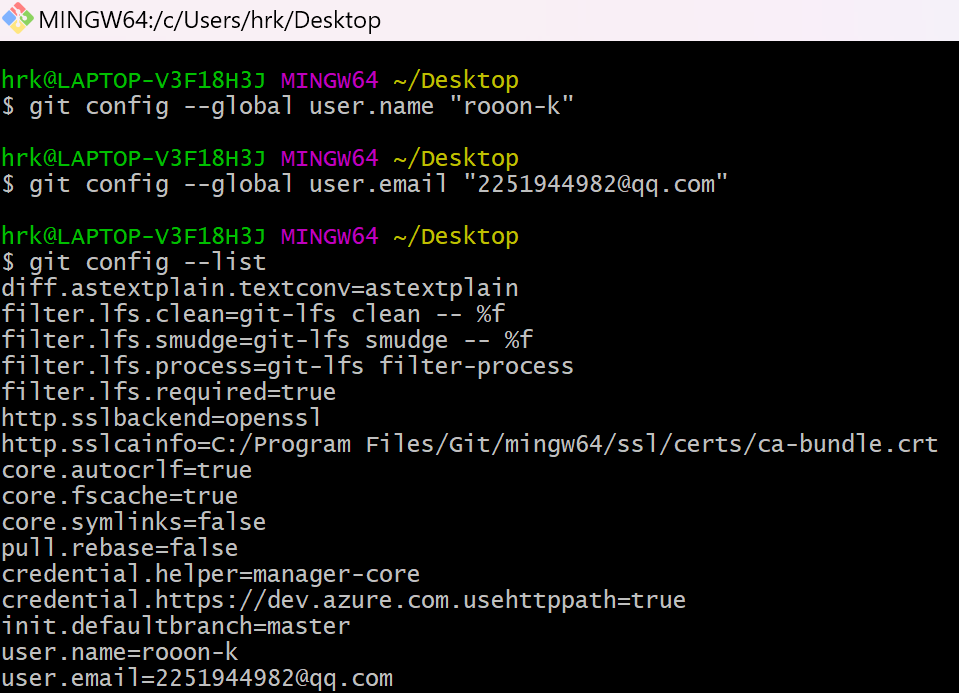 MINGW64:/c/Users/hrk/Desktop
hrk@LAPTOP-V3F18H3J MINGW64 ~/Desktop
$ git config --global user.name "rooon-k"
hrk@LAPTOP-V3F18H3J MINGW64 ~/Desktop
$ git config --global user.email "2251944982@qq.com"
hrk@LAPTOP-V3F18H3J MINGW64 ~/Desktop
$ git config --list
diff.astextplain.textconv=astextplain
filter.lfs.clean=git-lfs clean -- %f
filter.lfs.smudge=git-lfs smudge -- %f
filter.lfs.process=git-lfs filter-process
filter.lfs.required=true
http.sslbackend=openssl
http.sslcainfo=C:/Program Files/Git/mingw64/ssl/certs/ca-bundle.crt
core.autocrlf=true
core.fscache=true
core.symlinks=false
pull.rebase=false
credential.helper=manager-core
credential.https://dev.azure.com.usehttppath=true
init.defaultbranch=master
user.name=rooon-k
user.email=2251944982@qq.com